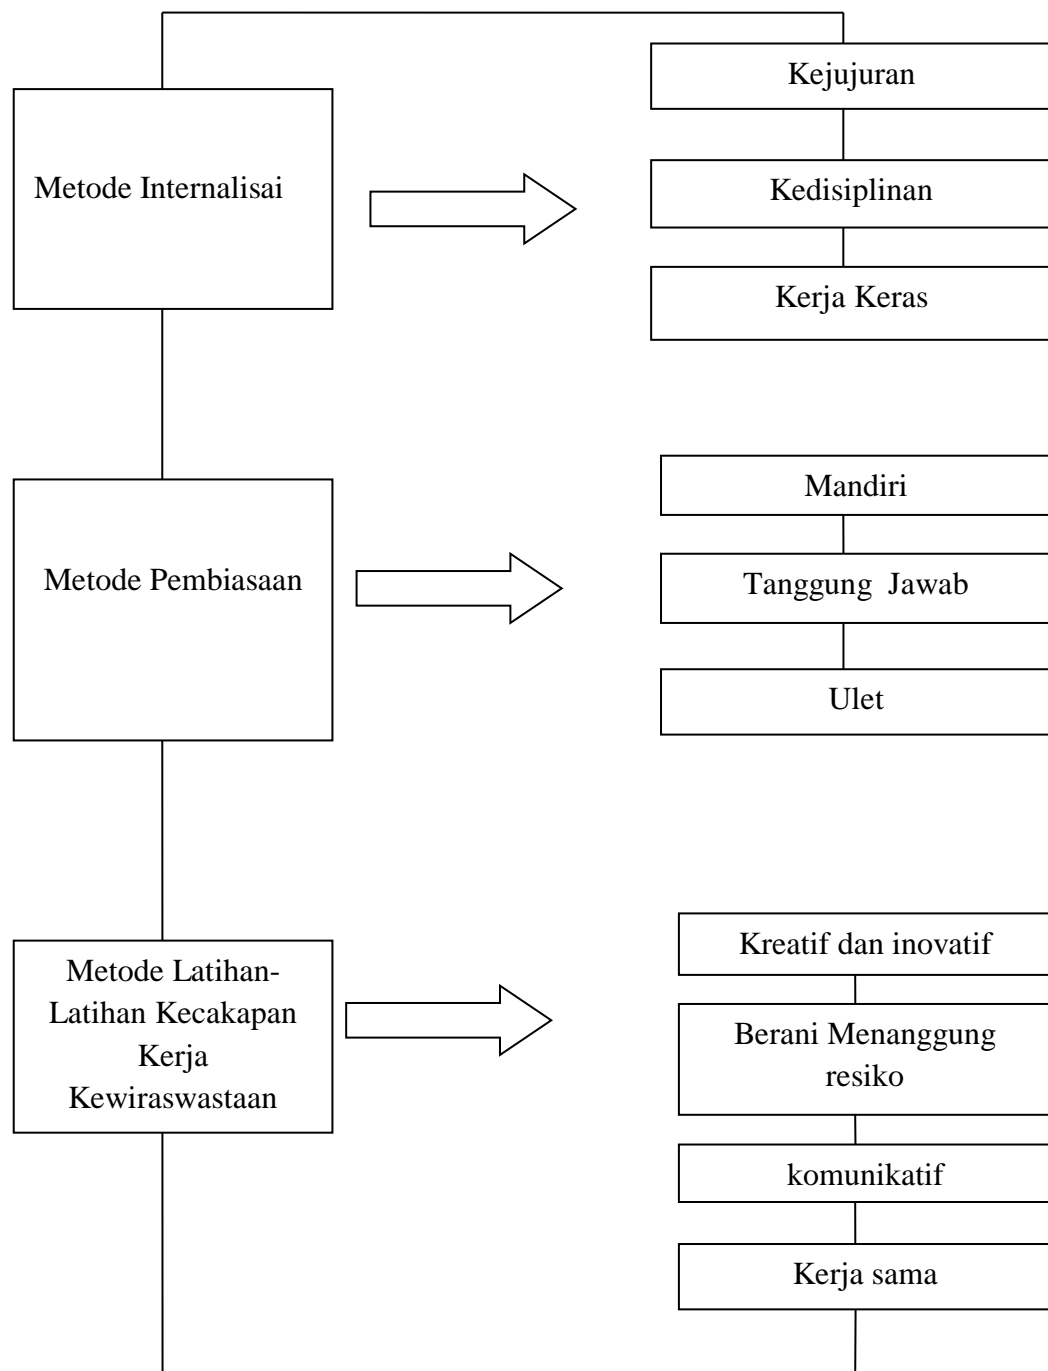 Metode Internalisai
Kejujuran
Kedisiplinan
Kerja Keras
Metode Pembiasaan
Mandiri
Tanggung  Jawab
Ulet
Metode Latihan-
Latihan Kecakapan
Kerja
Kewiraswastaan
Kreatif dan inovatif
Berani Menanggung
resiko
komunikatif
Kerja sama